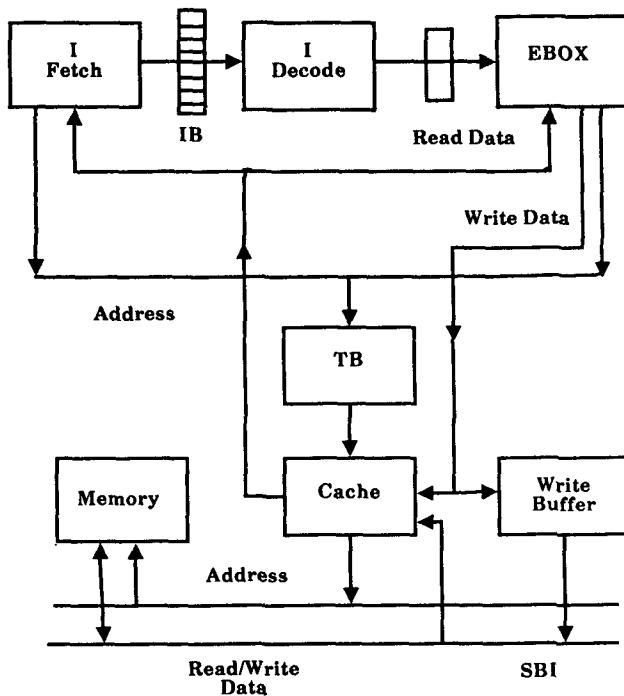 I
Fetch
IB
I
Decode
EBOX
Read Data
Write Data
Address
TB
Memory
Cache
Write
Buffer
Address
Read/Write
Data
SBI